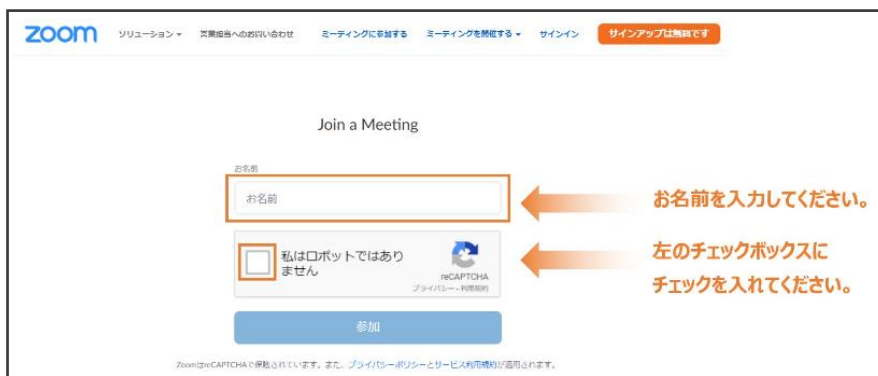 zoom ソリューション 営業担当へのお問い合わせ ミーティングに参加する ミーティングを開催する サインイン サインアップは無料です
Join a Meeting
お名前
お名前
お名前を入力してください。
私はロボットではあり
ません
reCAPTCHA
プライバシー - 利用規約
左のチェックボックスに
チェックを入れてください。
参加
ZoomはreCAPTCHAで保護されています。また、プライバシーポリシーとサービス利用規約が適用されます。